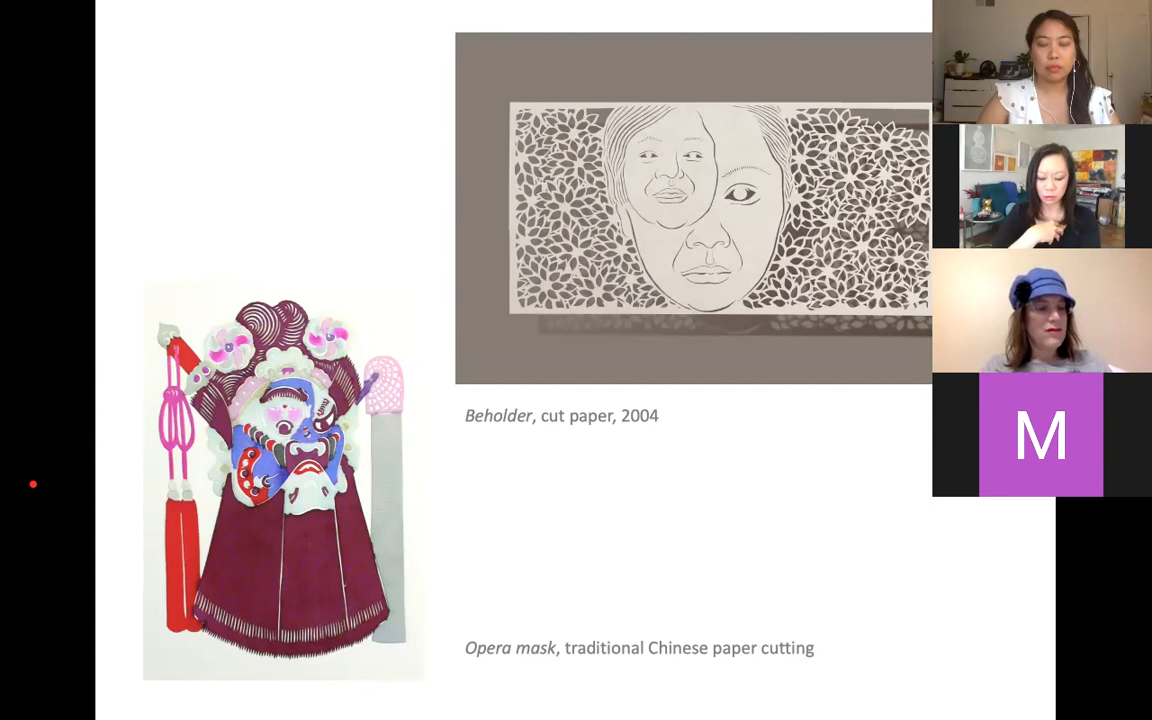 Beholder, cut paper, 2004
M
Opera mask, traditional Chinese paper cutting